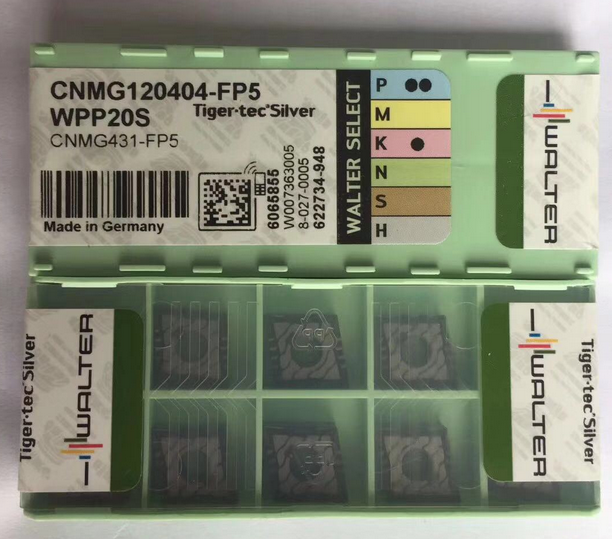 CNMG120404-FP5
WPP20S Tiger·tec®Silver
CNMG431-FP5
Made in Germany
6065865
W007363005
8-027-0005
622734-948
WALTER SELECT
P
M
K
N
S
H
WALTER
Tiger·tec®Silver
WALTER
WALTER
Tiger·tec®Silver